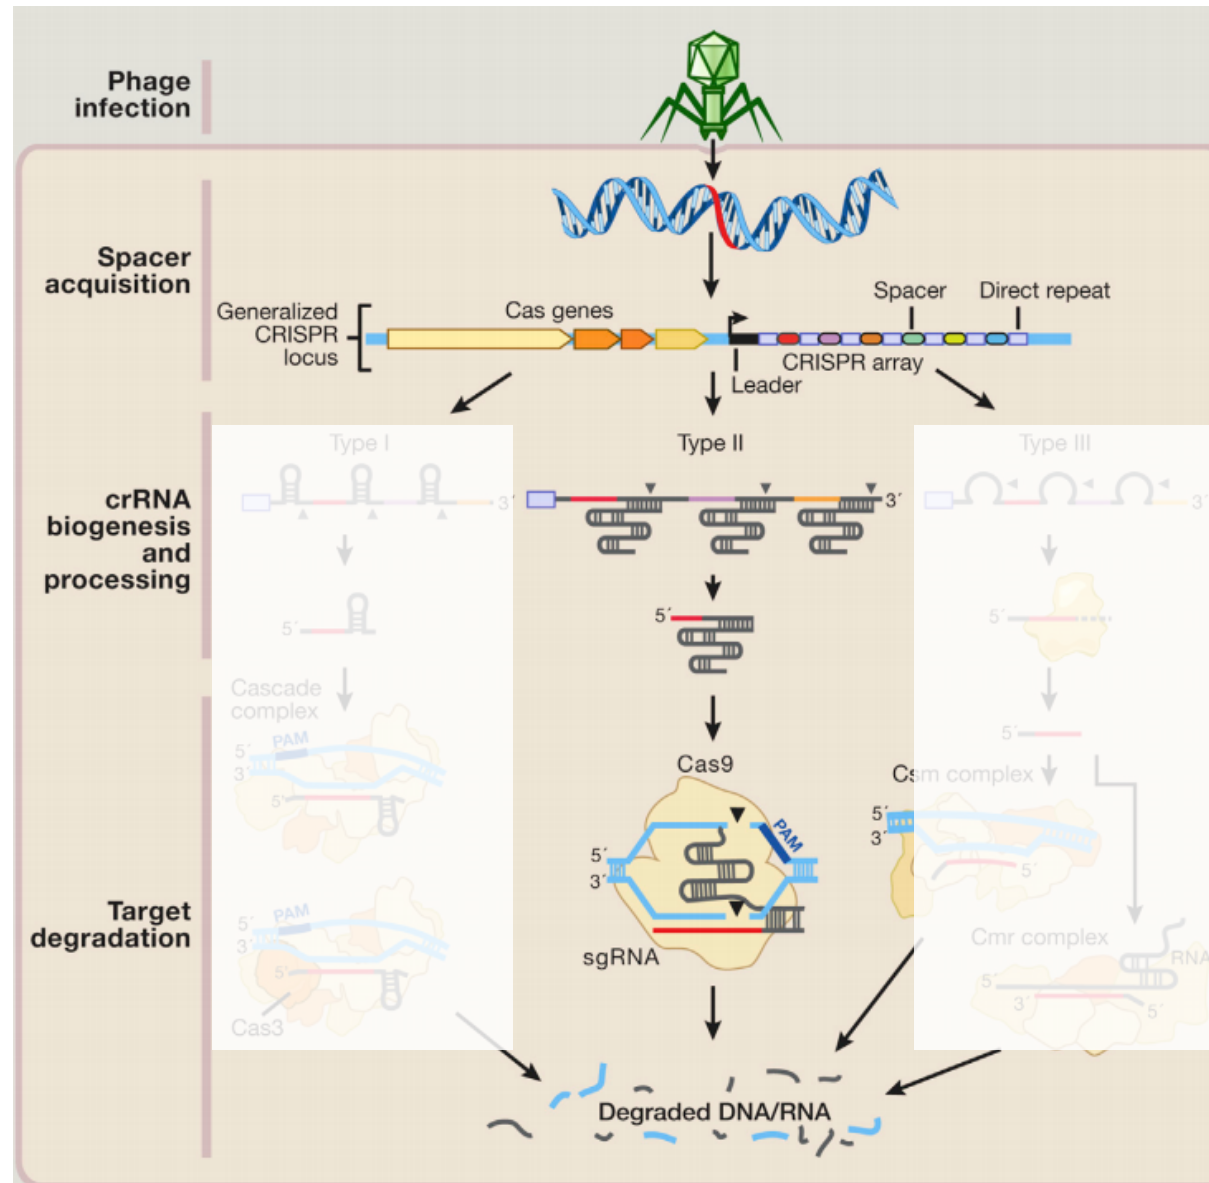 Phage
infection
Spacer
acquisition
Generalized
CRISPR
locus
Cas genes
Spacer
Direct repeat
CRISPR array
Leader
crRNA
biogenesis
and
processing
Type I
3´
5´
Cascade
complex
PAM
5´
3´
5´
PAM
5´
3´
5´
Cas3
Type II
3´
5´
Cas9
PAM
5´
3´
sgRNA
Type III
3´
5´
5´
Csm complex
5´
3´
5´
Cmr complex
RNA
3´
5´
Target
degradation
Degraded DNA/RNA